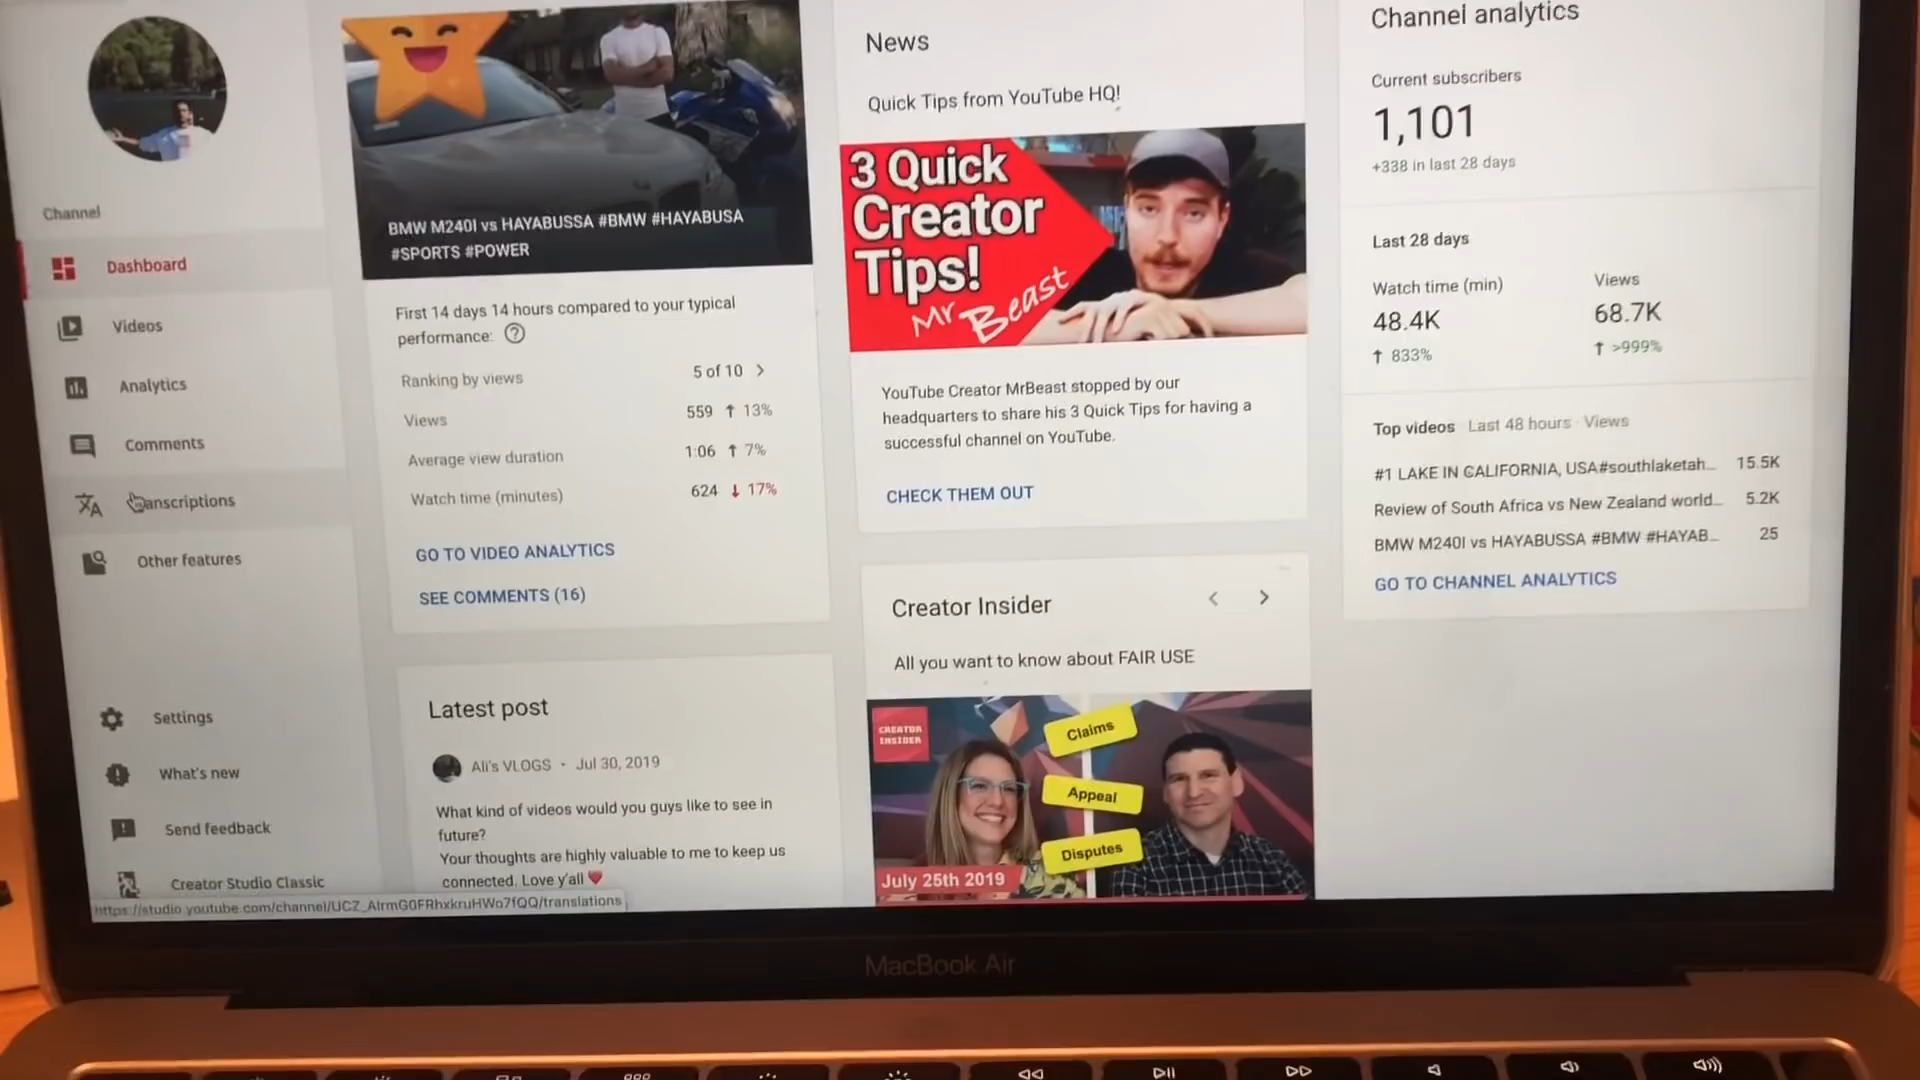 Channel
Dashboard
Videos
Analytics
Comments
anscriptions
Other features
Settings
What's new
Send feedback
Creator Studio Classic
https://studio.youtube.com/channel/
/translations
BMW M240I vs HAYABUSSA #BMW #HAYABUSA
#SPORTS #POWER
First 14 days 14 hours compared to your typical
performance:
Ranking by views 5 of 10
Views 559 ↑ 13%
Average view duration 1:06 ↑ 7%
Watch time (minutes) 624 ↓ 17%
GO TO VIDEO ANALYTICS
SEE COMMENTS (16)
Latest post
Ali's VLOGS · Jul 30, 2019
What kind of videos would you guys like to see in
future?
Your thoughts are highly valuable to me to keep us
connected. Love y'all ❤
News
Quick Tips from YouTube HQ!
3 Quick
Creator
Tips!
Mr Beast
YouTube Creator MrBeast stopped by our
headquarters to share his 3 Quick Tips for having a
successful channel on YouTube.
CHECK THEM OUT
Creator Insider
All you want to know about FAIR USE
CREATOR
INSIDER
Claims
Appeal
Disputes
July 25th 2019
Channel analytics
Current subscribers
1,101
+338 in last 28 days
Last 28 days
Watch time (min) Views
48.4K 68.7K
↑ 833% ↑ >999%
Top videos Last 48 hours · Views
#1 LAKE IN CALIFORNIA, USA#southlaketah... 15.5K
Review of South Africa vs New Zealand world... 5.2K
BMW M240I vs HAYABUSSA #BMW #HAYAB... 25
GO TO CHANNEL ANALYTICS
MacBook Air